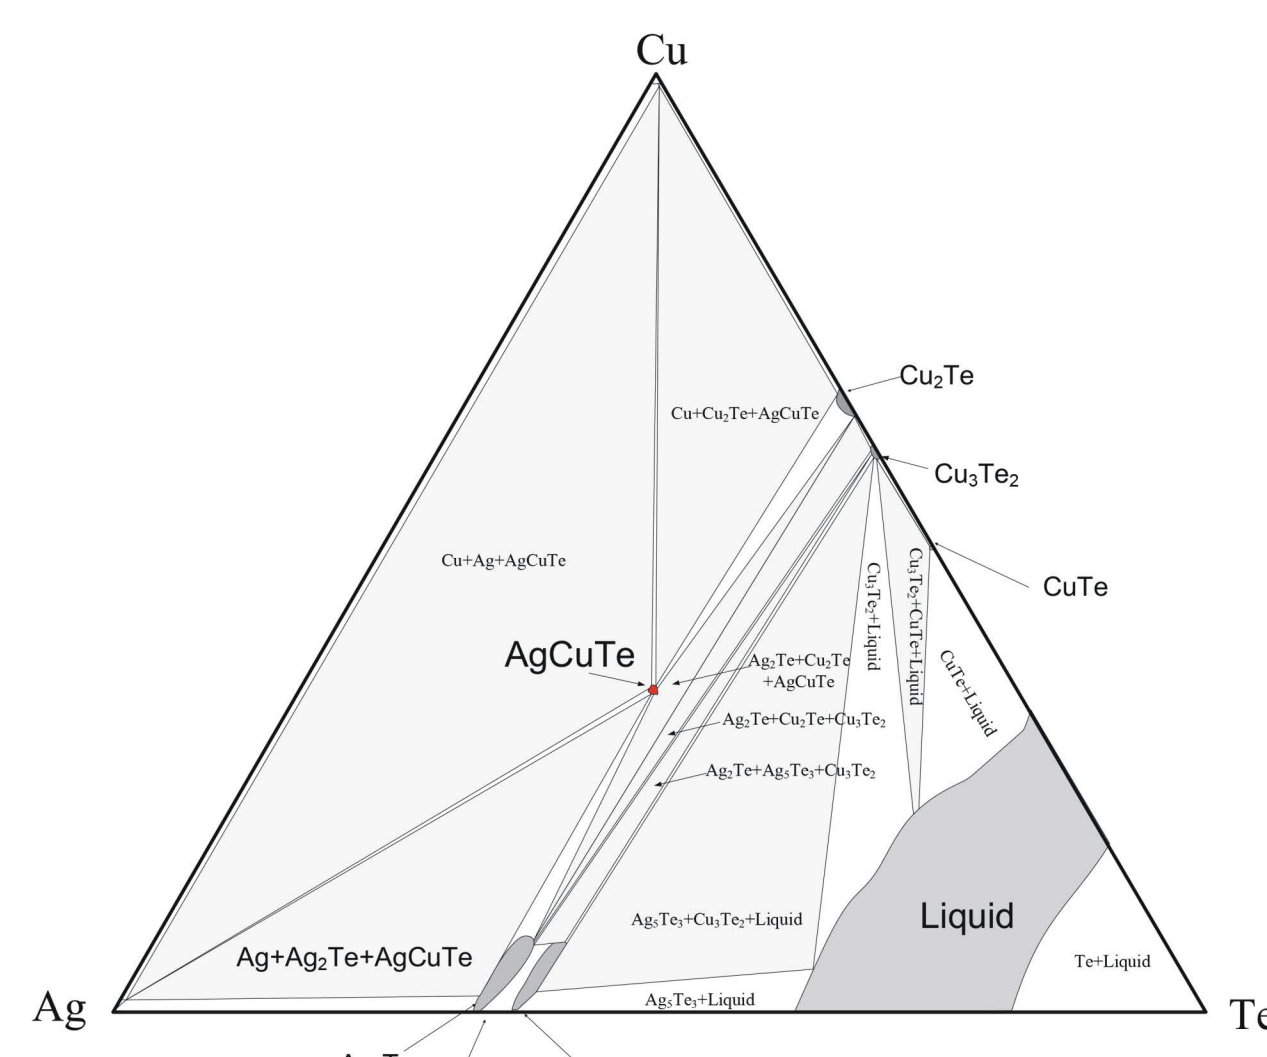 Cu
Cu₂Te
Cu+Cu₂Te+AgCuTe
Cu₃Te₂
Cu+Ag+AgCuTe
Cu₃Te₂+Liquid
Cu₃Te₂+CuTe+Liquid
CuTe
AgCuTe
Ag₂Te+Cu₂Te
+AgCuTe
CuTe+Liquid
Ag₂Te+Cu₂Te+Cu₃Te₂
Ag₂Te+Ag₅Te₃+Cu₃Te₂
Ag₅Te₃+Cu₃Te₂+Liquid
Liquid
Ag+Ag₂Te+AgCuTe
Te+Liquid
Ag₅Te₃+Liquid
Ag
Te